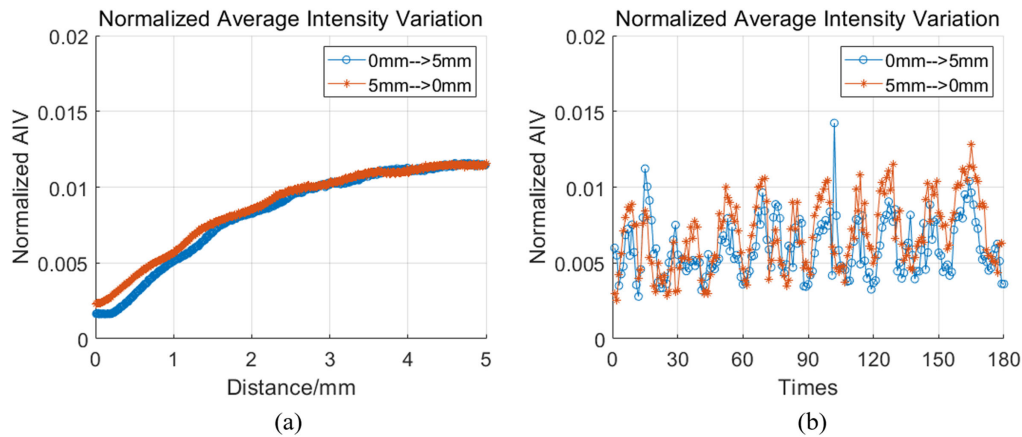 Normalized Average Intensity Variation
0.02
0.015
0.01
0.005
0
Normalized AIV
0mm-->5mm
5mm-->0mm
0 1 2 3 4 5
Distance/mm
(a)
Normalized Average Intensity Variation
0.02
0.015
0.01
0.005
0
Normalized AIV
0mm-->5mm
5mm-->0mm
0 30 60 90 120 150 180
Times
(b)